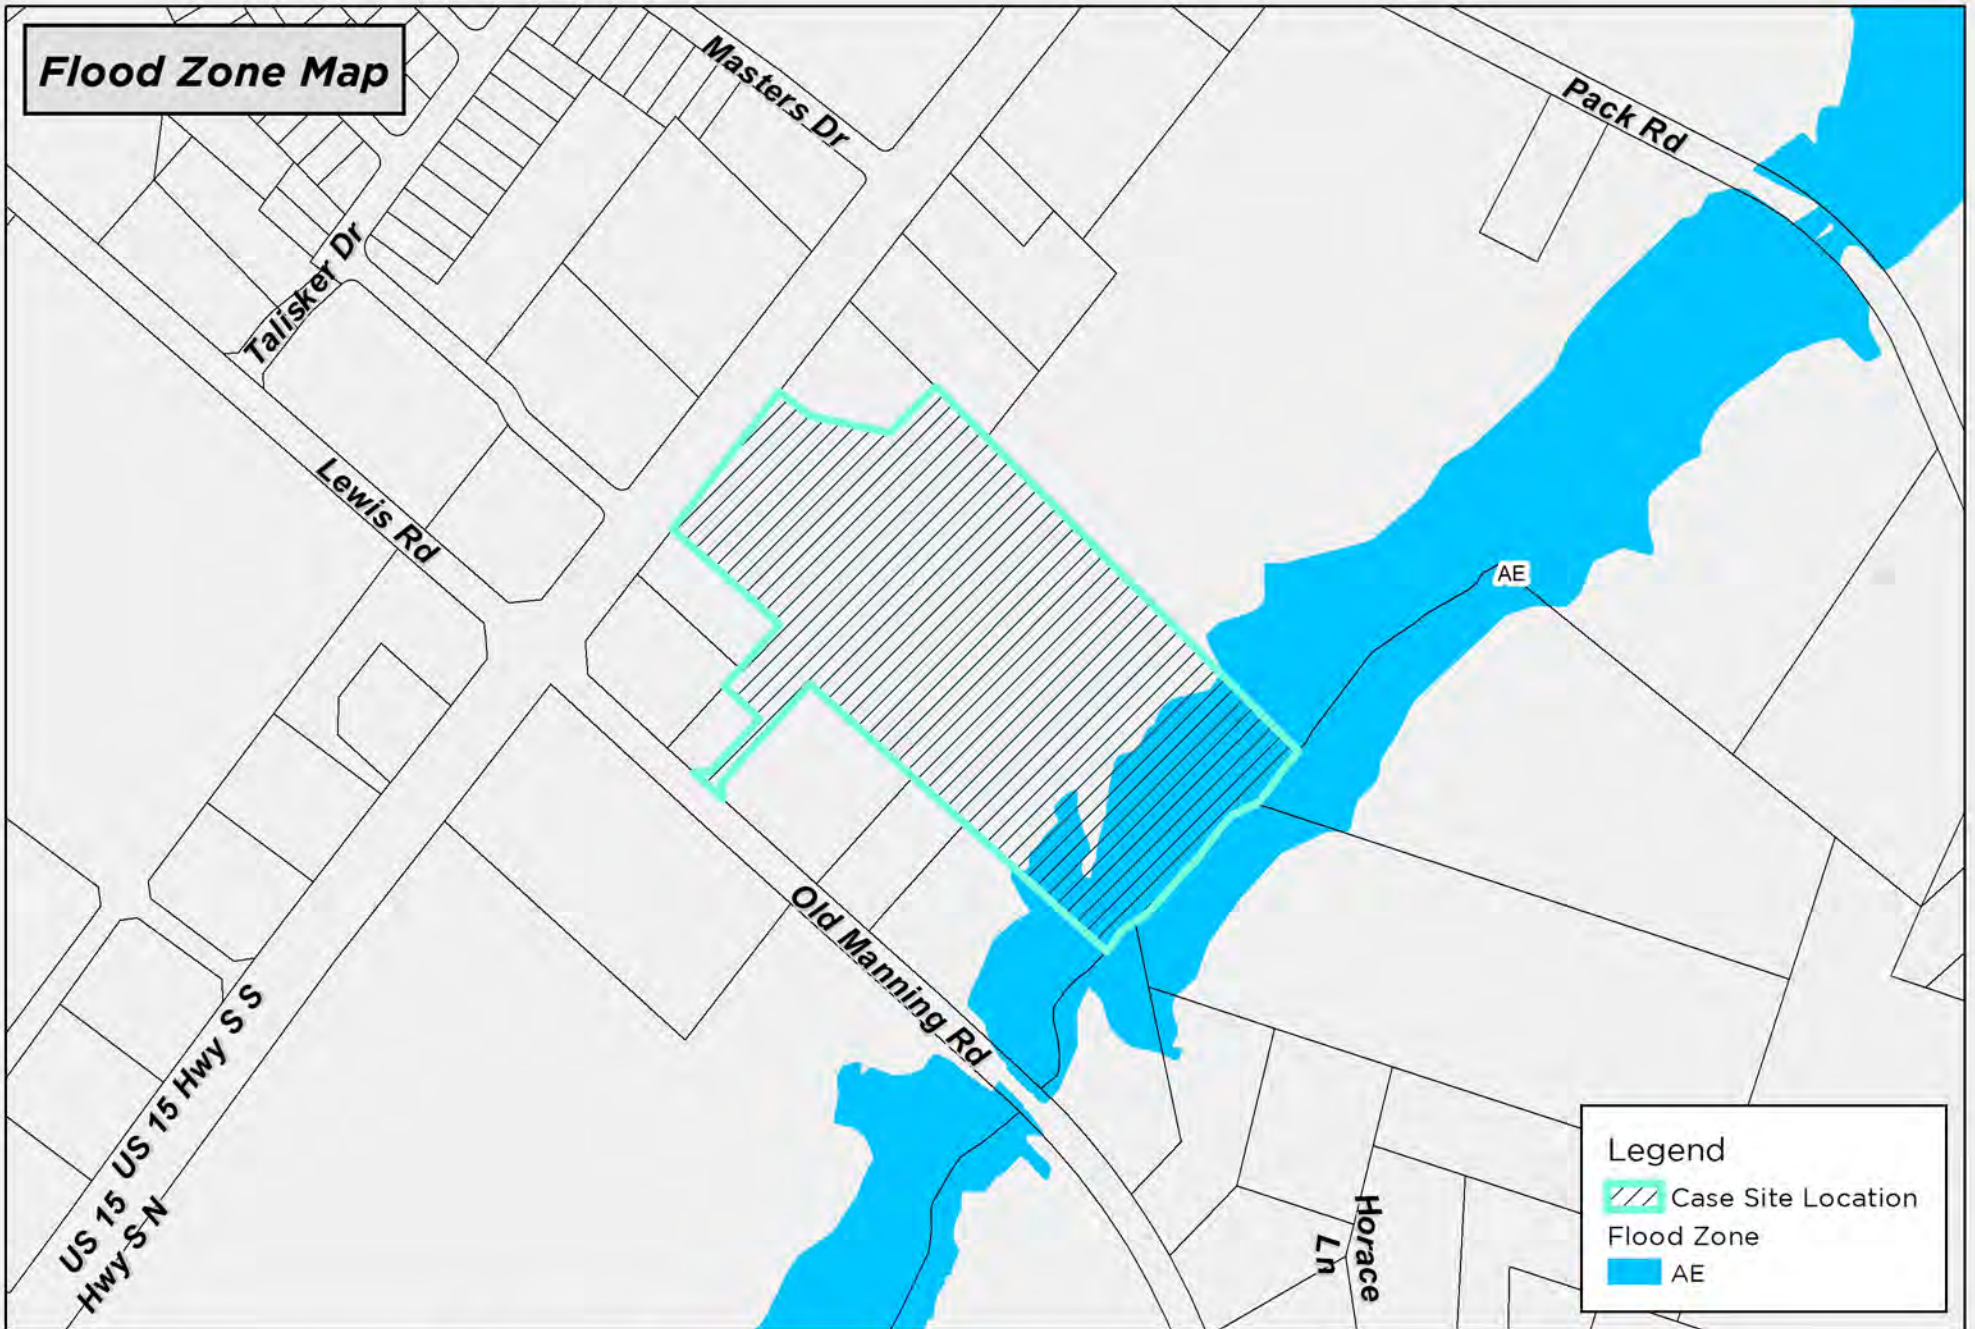 Flood Zone Map
Masters Dr
Pack Rd
Talisker Dr
Lewis Rd
AE
Old Manning Rd
US 15 Hwy S S
US 15
Hwy S N
Horace
Ln
Legend
Case Site Location
Flood Zone
AE